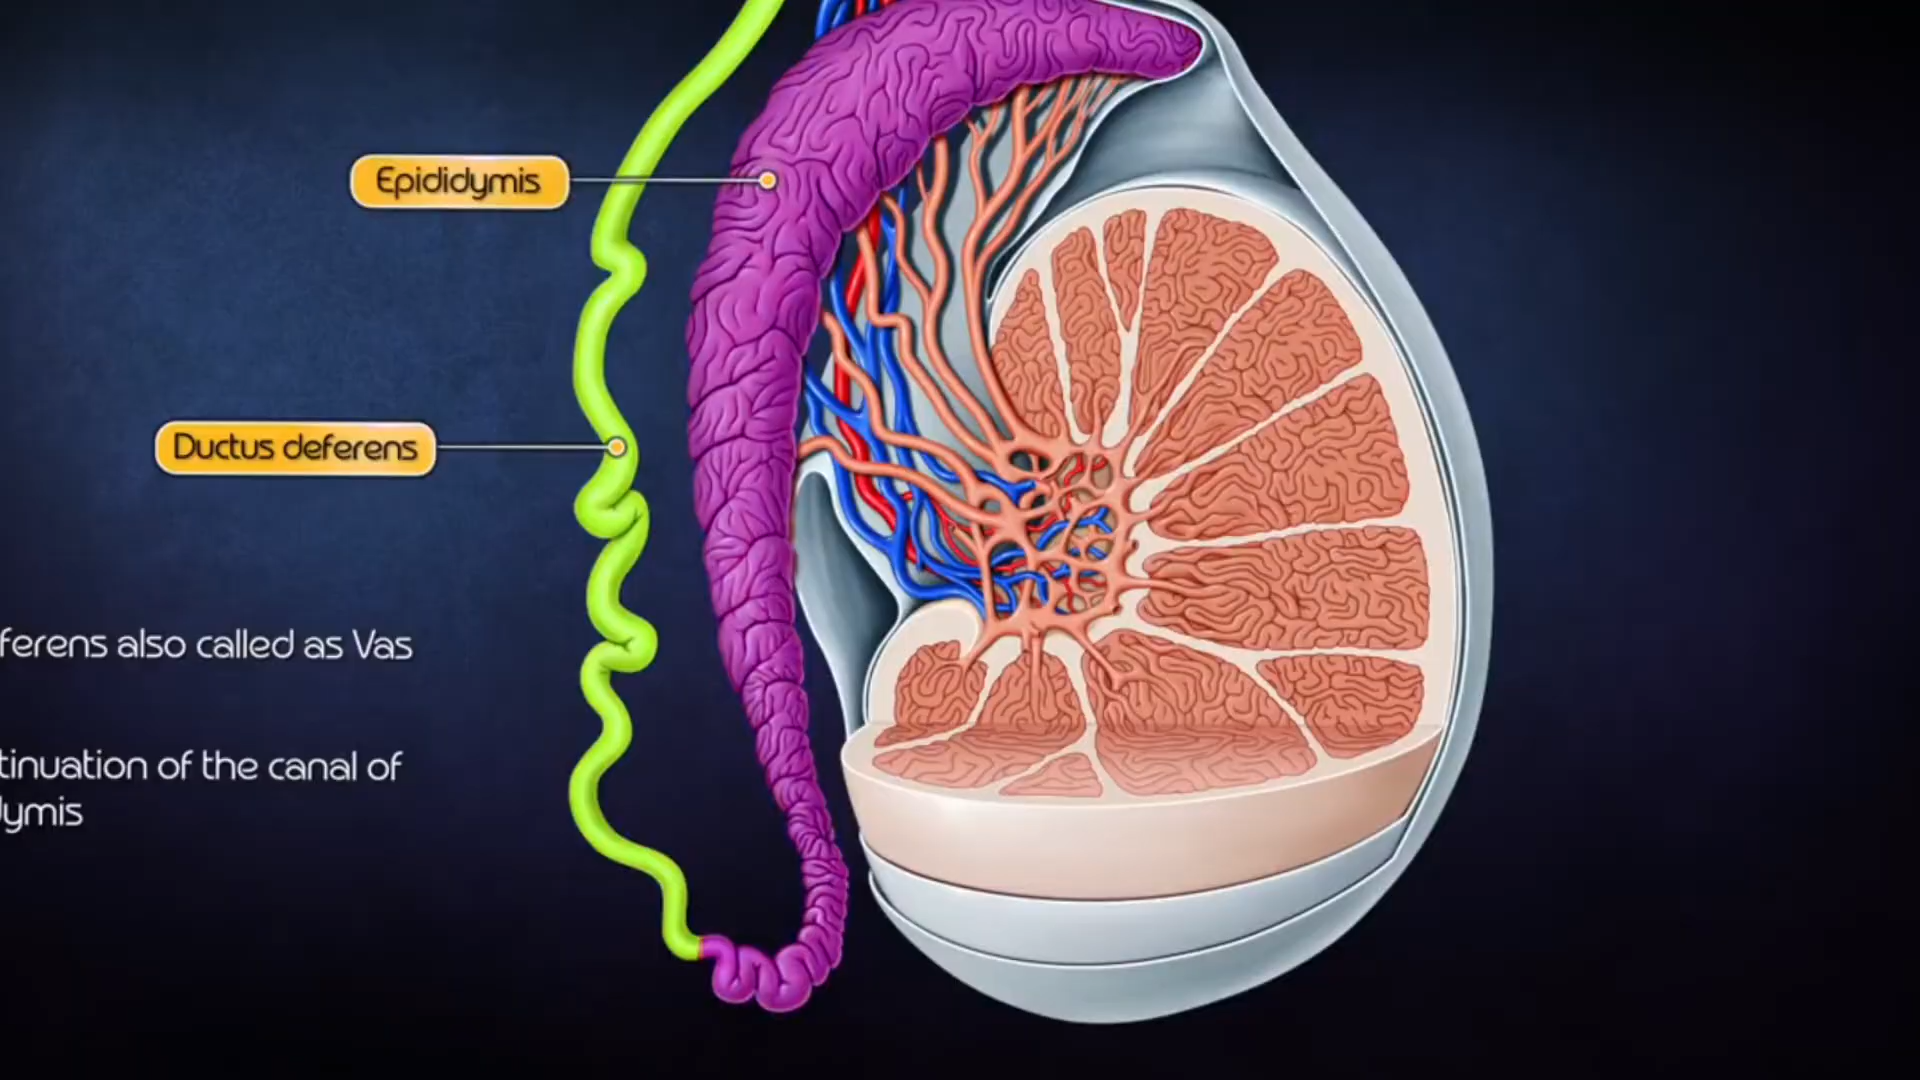 Epididymis
Ductus deferens
ferens also called as Vas
tinuation of the canal of
lymis